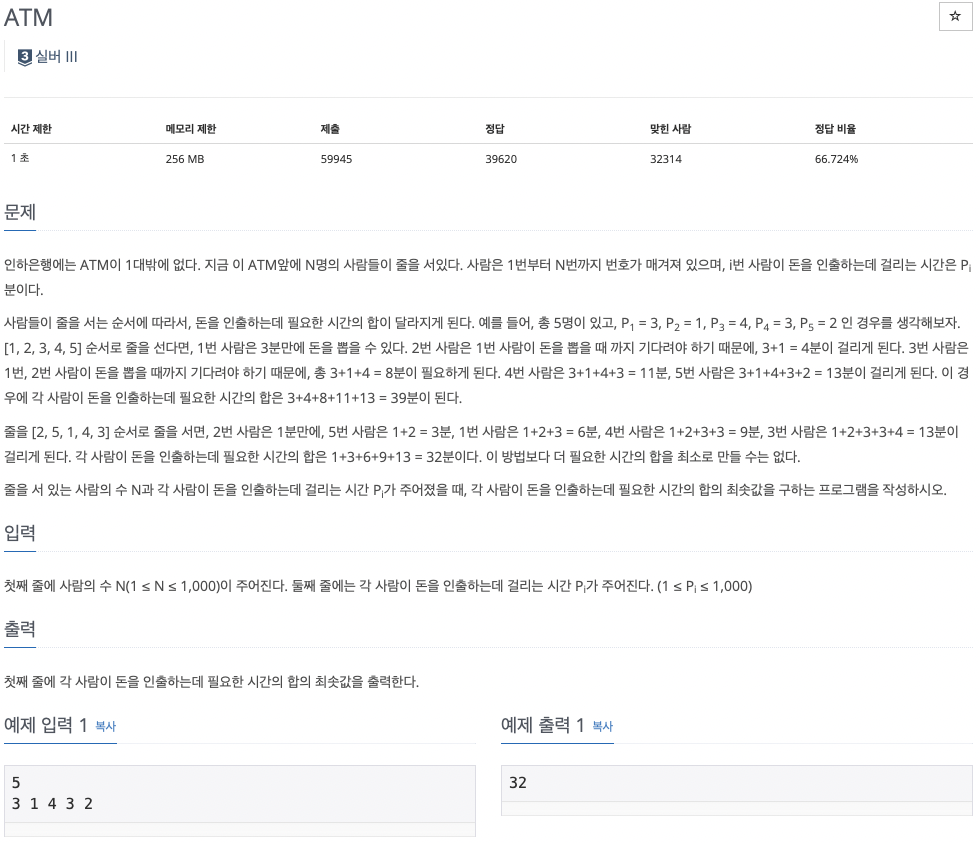 ATM
☆
3 실버 III
시간 제한 메모리 제한 제출 정답 맞힌 사람 정답 비율
1 초 256 MB 59945 39620 32314 66.724%
문제
인하은행에는 ATM이 1대밖에 없다. 지금 이 ATM앞에 N명의 사람들이 줄을 서있다. 사람은 1번부터 N번까지 번호가 매겨져 있으며, i번 사람이 돈을 인출하는데 걸리는 시간은 Pi
분이다.
사람들이 줄을 서는 순서에 따라서, 돈을 인출하는데 필요한 시간의 합이 달라지게 된다. 예를 들어, 총 5명이 있고, P1 = 3, P2 = 1, P3 = 4, P4 = 3, P5 = 2 인 경우를 생각해보자.
[1, 2, 3, 4, 5] 순서로 줄을 선다면, 1번 사람은 3분만에 돈을 뽑을 수 있다. 2번 사람은 1번 사람이 돈을 뽑을 때 까지 기다려야 하기 때문에, 3+1 = 4분이 걸리게 된다. 3번 사람은
1번, 2번 사람이 돈을 뽑을 때까지 기다려야 하기 때문에, 총 3+1+4 = 8분이 필요하게 된다. 4번 사람은 3+1+4+3 = 11분, 5번 사람은 3+1+4+3+2 = 13분이 걸리게 된다. 이 경
우에 각 사람이 돈을 인출하는데 필요한 시간의 합은 3+4+8+11+13 = 39분이 된다.
줄을 [2, 5, 1, 4, 3] 순서로 줄을 서면, 2번 사람은 1분만에, 5번 사람은 1+2 = 3분, 1번 사람은 1+2+3 = 6분, 4번 사람은 1+2+3+3 = 9분, 3번 사람은 1+2+3+3+4 = 13분이
걸리게 된다. 각 사람이 돈을 인출하는데 필요한 시간의 합은 1+3+6+9+13 = 32분이다. 이 방법보다 더 필요한 시간의 합을 최소로 만들 수는 없다.
줄을 서 있는 사람의 수 N과 각 사람이 돈을 인출하는데 걸리는 시간 Pi가 주어졌을 때, 각 사람이 돈을 인출하는데 필요한 시간의 합의 최솟값을 구하는 프로그램을 작성하시오.
입력
첫째 줄에 사람의 수 N(1 ≤ N ≤ 1,000)이 주어진다. 둘째 줄에는 각 사람이 돈을 인출하는데 걸리는 시간 Pi가 주어진다. (1 ≤ Pi ≤ 1,000)
출력
첫째 줄에 각 사람이 돈을 인출하는데 필요한 시간의 합의 최솟값을 출력한다.
예제 입력 1 복사
5
3 1 4 3 2
예제 출력 1 복사
32